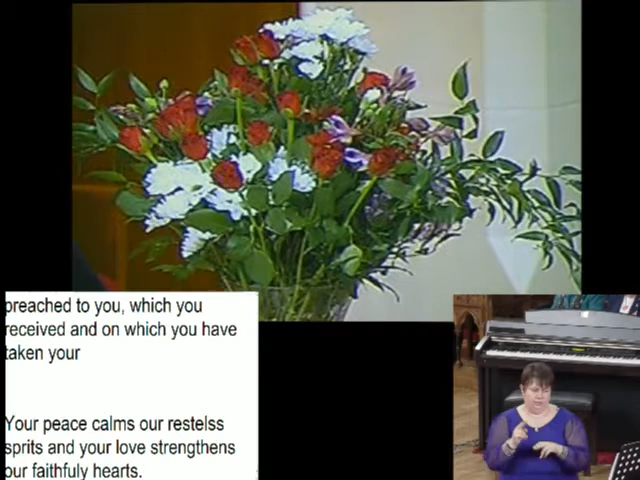 preached to you, which you
received and on which you have
taken your
Your peace calms our restelss
sprits and your love strengthens
our faithfuly hearts.